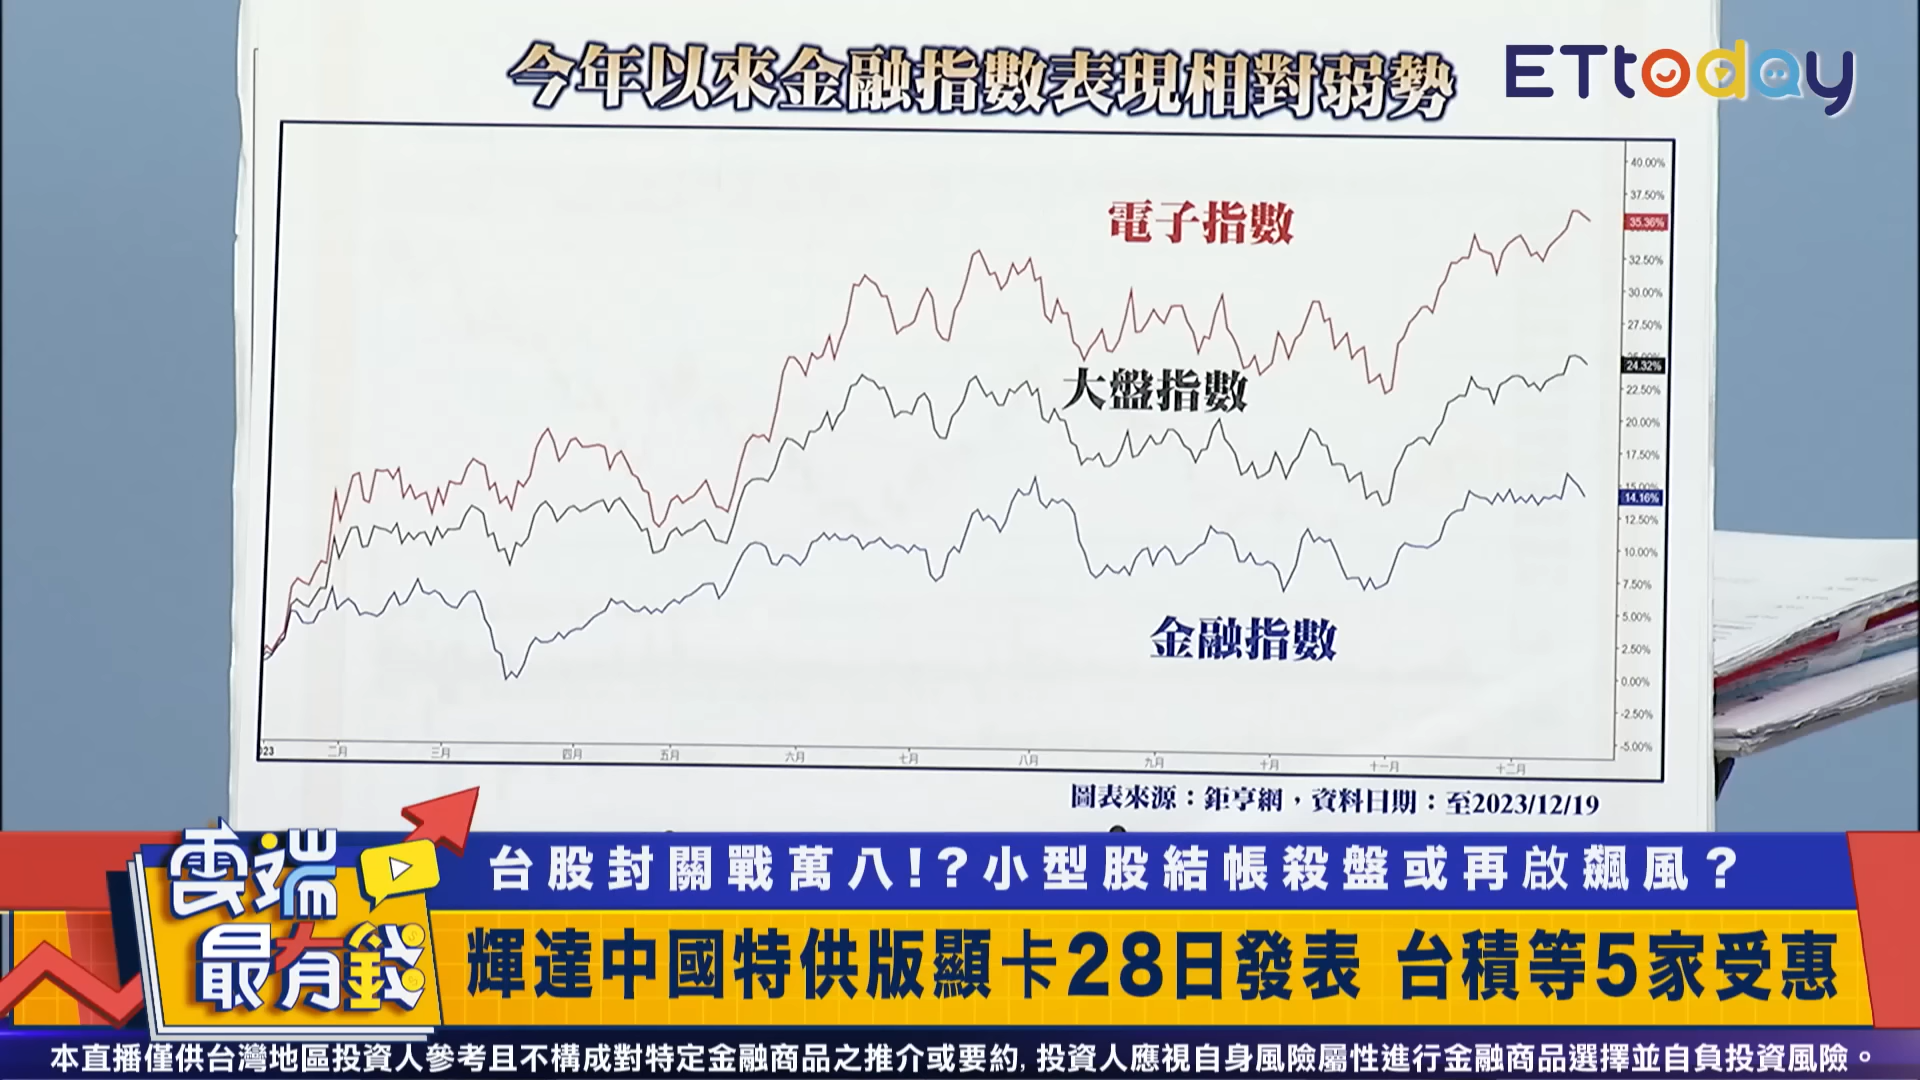 今年以來金融指數表現相對弱勢
ETtoday
電子指數
大盤指數
金融指數
40.00%
37.50%
35.36%
32.50%
30.00%
27.50%
24.32%
22.50%
20.00%
17.50%
15.00%
14.16%
12.50%
10.00%
7.50%
5.00%
2.50%
0.00%
-2.50%
-5.00%
023 二月 三月 四月 五月 六月 七月 八月 九月 十月 十一月 十二月
圖表來源：鉅亨網，資料日期：至2023/12/19
雲端最有錢
台股封關戰萬八!?小型股結帳殺盤或再啟飆風?
輝達中國特供版顯卡28日發表 台積等5家受惠
本直播僅供台灣地區投資人參考且不構成對特定金融商品之推介或要約, 投資人應視自身風險屬性進行金融商品選擇並自負投資風險。